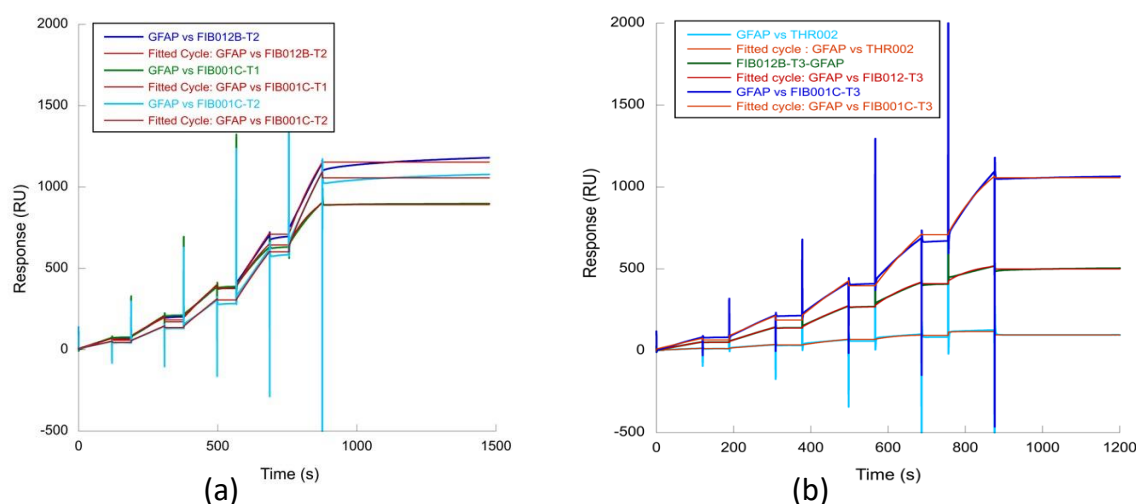 2000
1500
1000
500
0
-500
Response (RU)
GFAP vs FIB012B-T2
Fitted Cycle: GFAP vs FIB012B-T2
GFAP vs FIB001C-T1
Fitted Cycle: GFAP vs FIB001C-T1
GFAP vs FIB001C-T2
Fitted Cycle: GFAP vs FIB001C-T2
0 500 1000 1500
Time (s)
(a)
2000
1500
1000
500
0
-500
Response (RU)
GFAP vs THR002
Fitted cycle : GFAP vs THR002
FIB012B-T3-GFAP
Fitted cycle: GFAP vs FIB012-T3
GFAP vs FIB001C-T3
Fitted cycle: GFAP vs FIB001C-T3
0 200 400 600 800 1000 1200
Time (s)
(b)